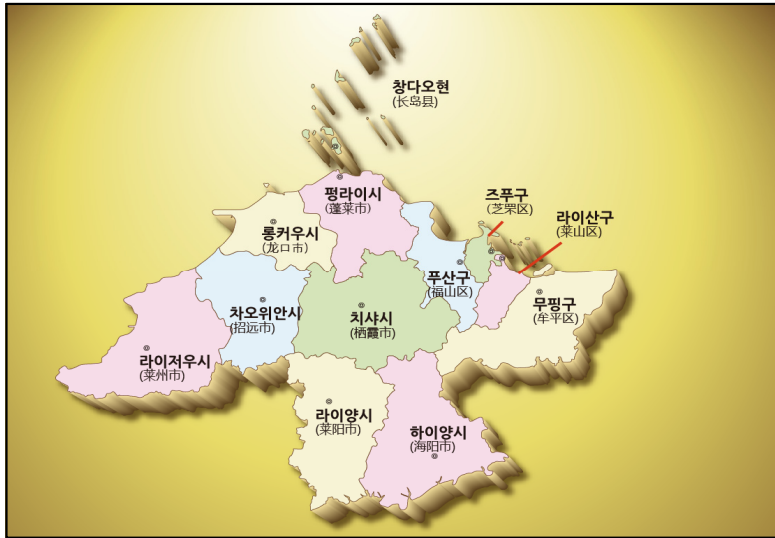 창다오현
(长岛县)
펑라이시
(蓬莱市)
즈푸구
(芝罘区)
라이산구
(莱山区)
롱커우시
(龙口市)
푸산구
(福山区)
무핑구
(牟平区)
차오위안시
(招远市)
치샤시
(栖霞市)
라이저우시
(莱州市)
라이양시
(莱阳市)
하이양시
(海阳市)